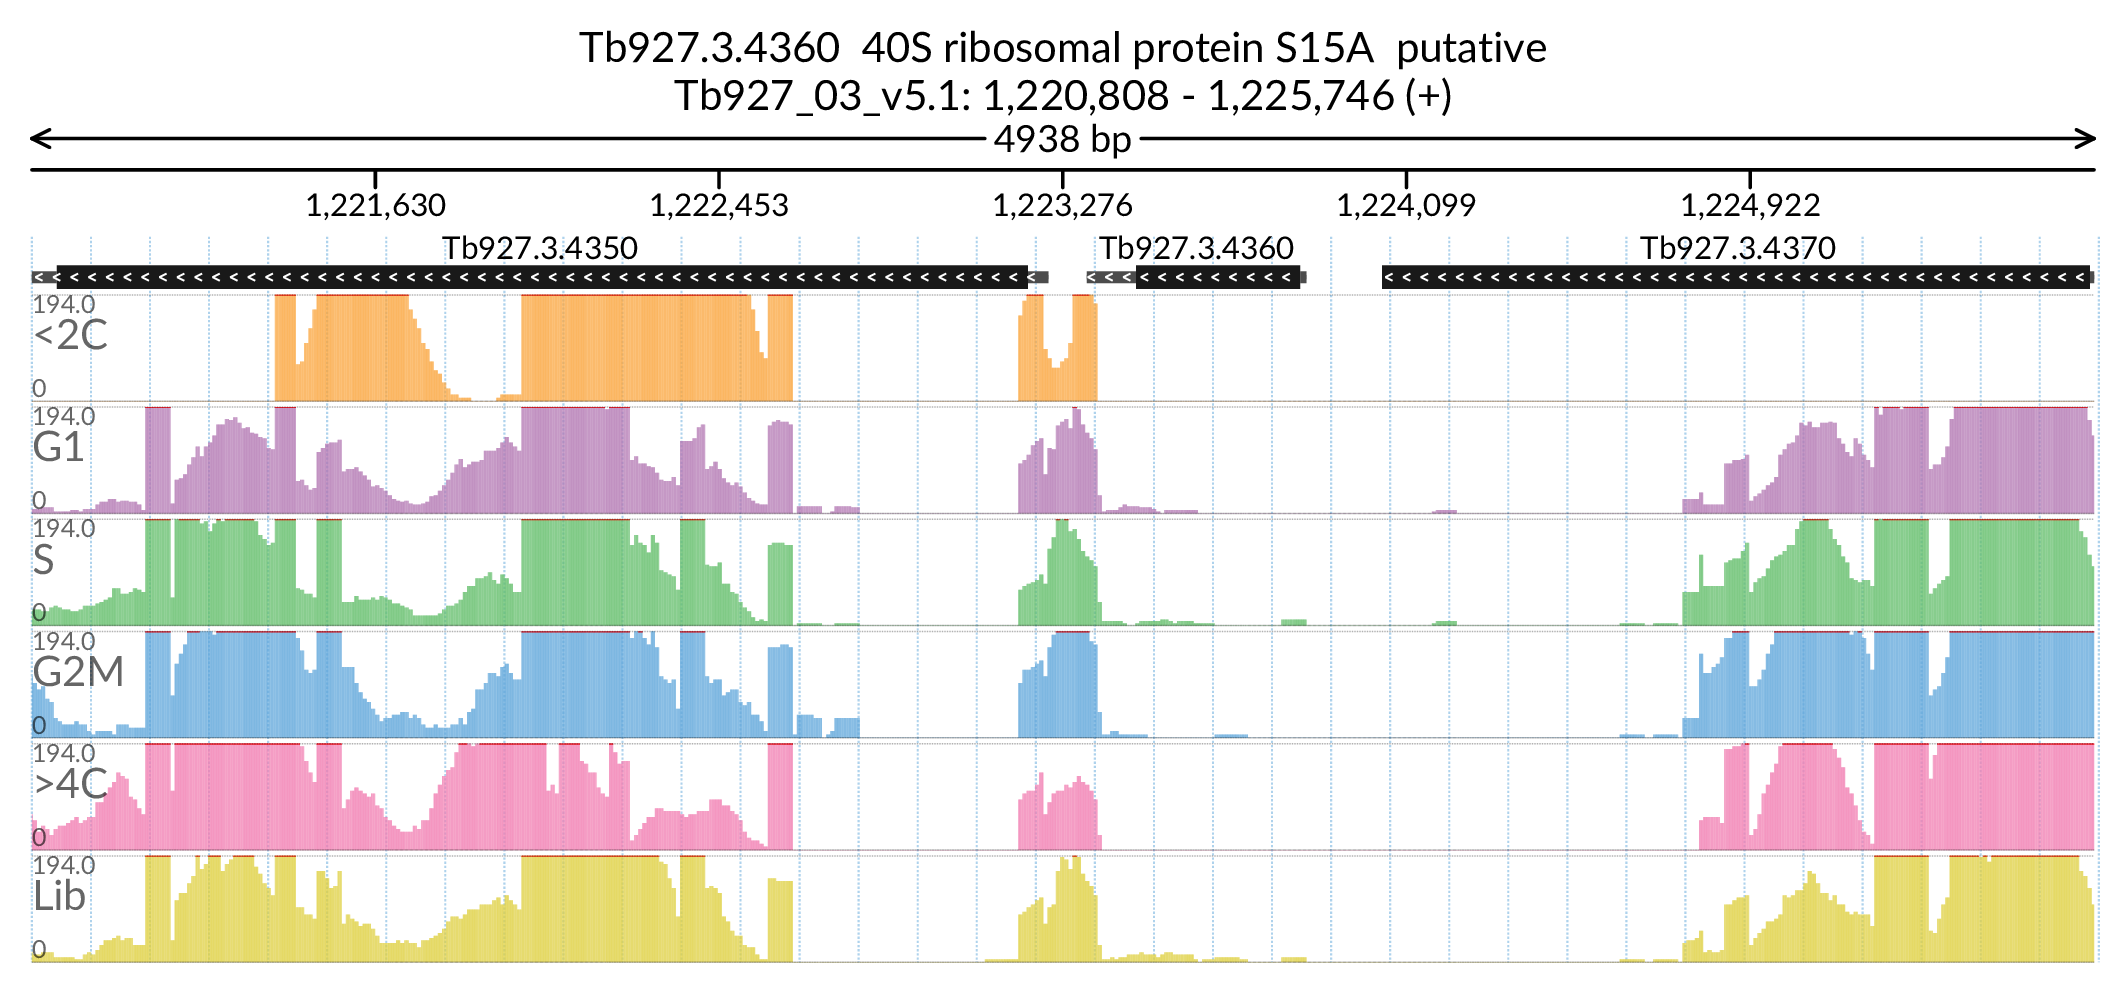 Tb927.3.4360  40S ribosomal protein S15A  putative
Tb927_03_v5.1: 1,220,808 - 1,225,746 (+)
4938 bp
1,221,630 1,222,453 1,223,276 1,224,099 1,224,922
Tb927.3.4350 Tb927.3.4360 Tb927.3.4370
194.0
<2C
0
194.0
G1
0
194.0
S
0
194.0
G2M
0
194.0
>4C
0
194.0
Lib
0